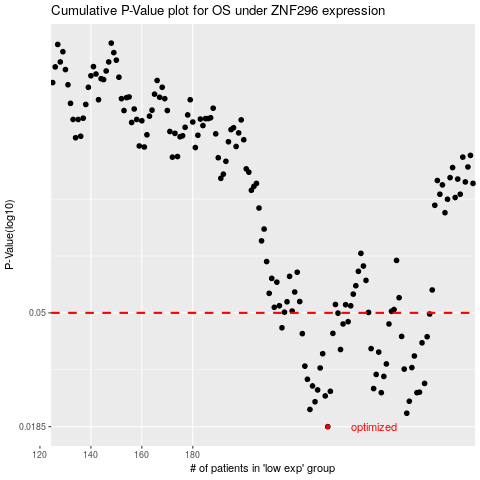 Cumulative P-Value plot for OS under ZNF296 expression
P-Value(log10)
0.05
0.0185
optimized
120 140 160 180
# of patients in 'low exp' group